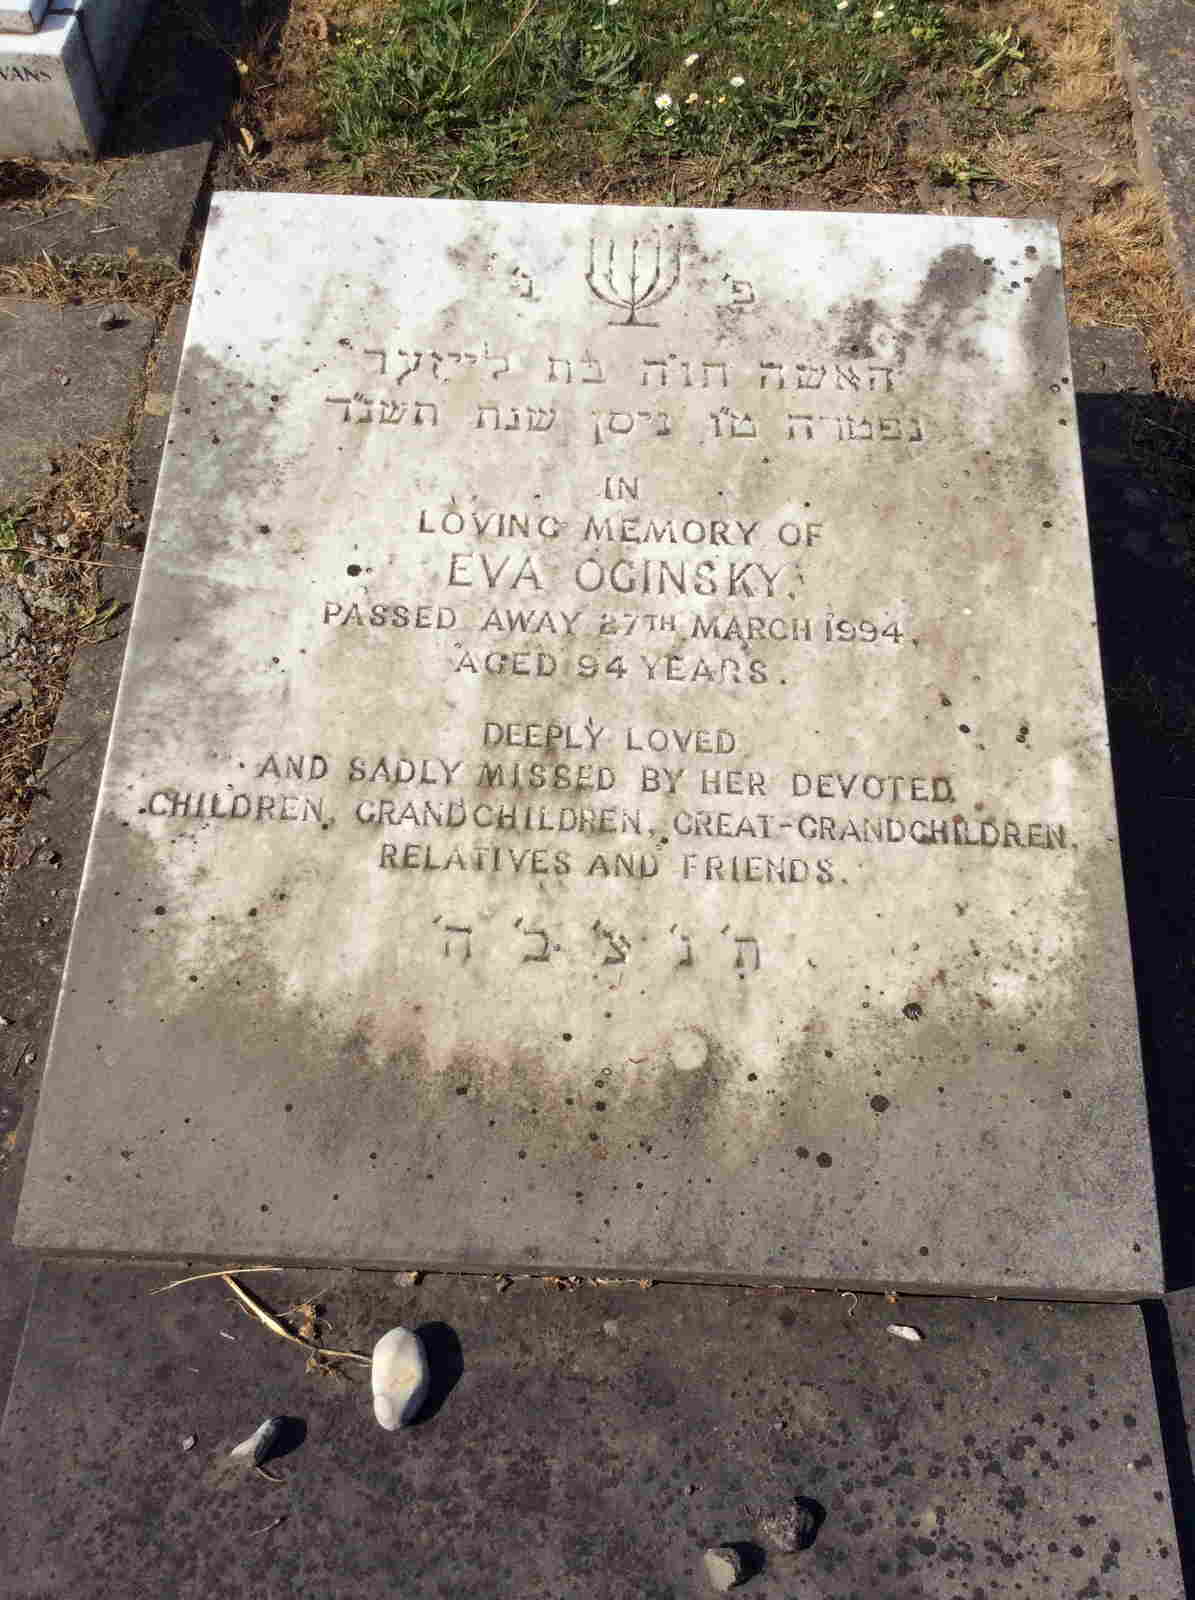 VANS
פ' נ'
האשה חוה בת לייזער
נפטרה ט"ו ניסן שנת תשנ"ד
IN
LOVING MEMORY OF
EVA OGINSKY,
PASSED AWAY 27TH MARCH 1994,
AGED 94 YEARS.
DEEPLY LOVED
AND SADLY MISSED BY HER DEVOTED
CHILDREN, GRANDCHILDREN, GREAT-GRANDCHILDREN,
RELATIVES AND FRIENDS.
ת' נ' צ' ב' ה'